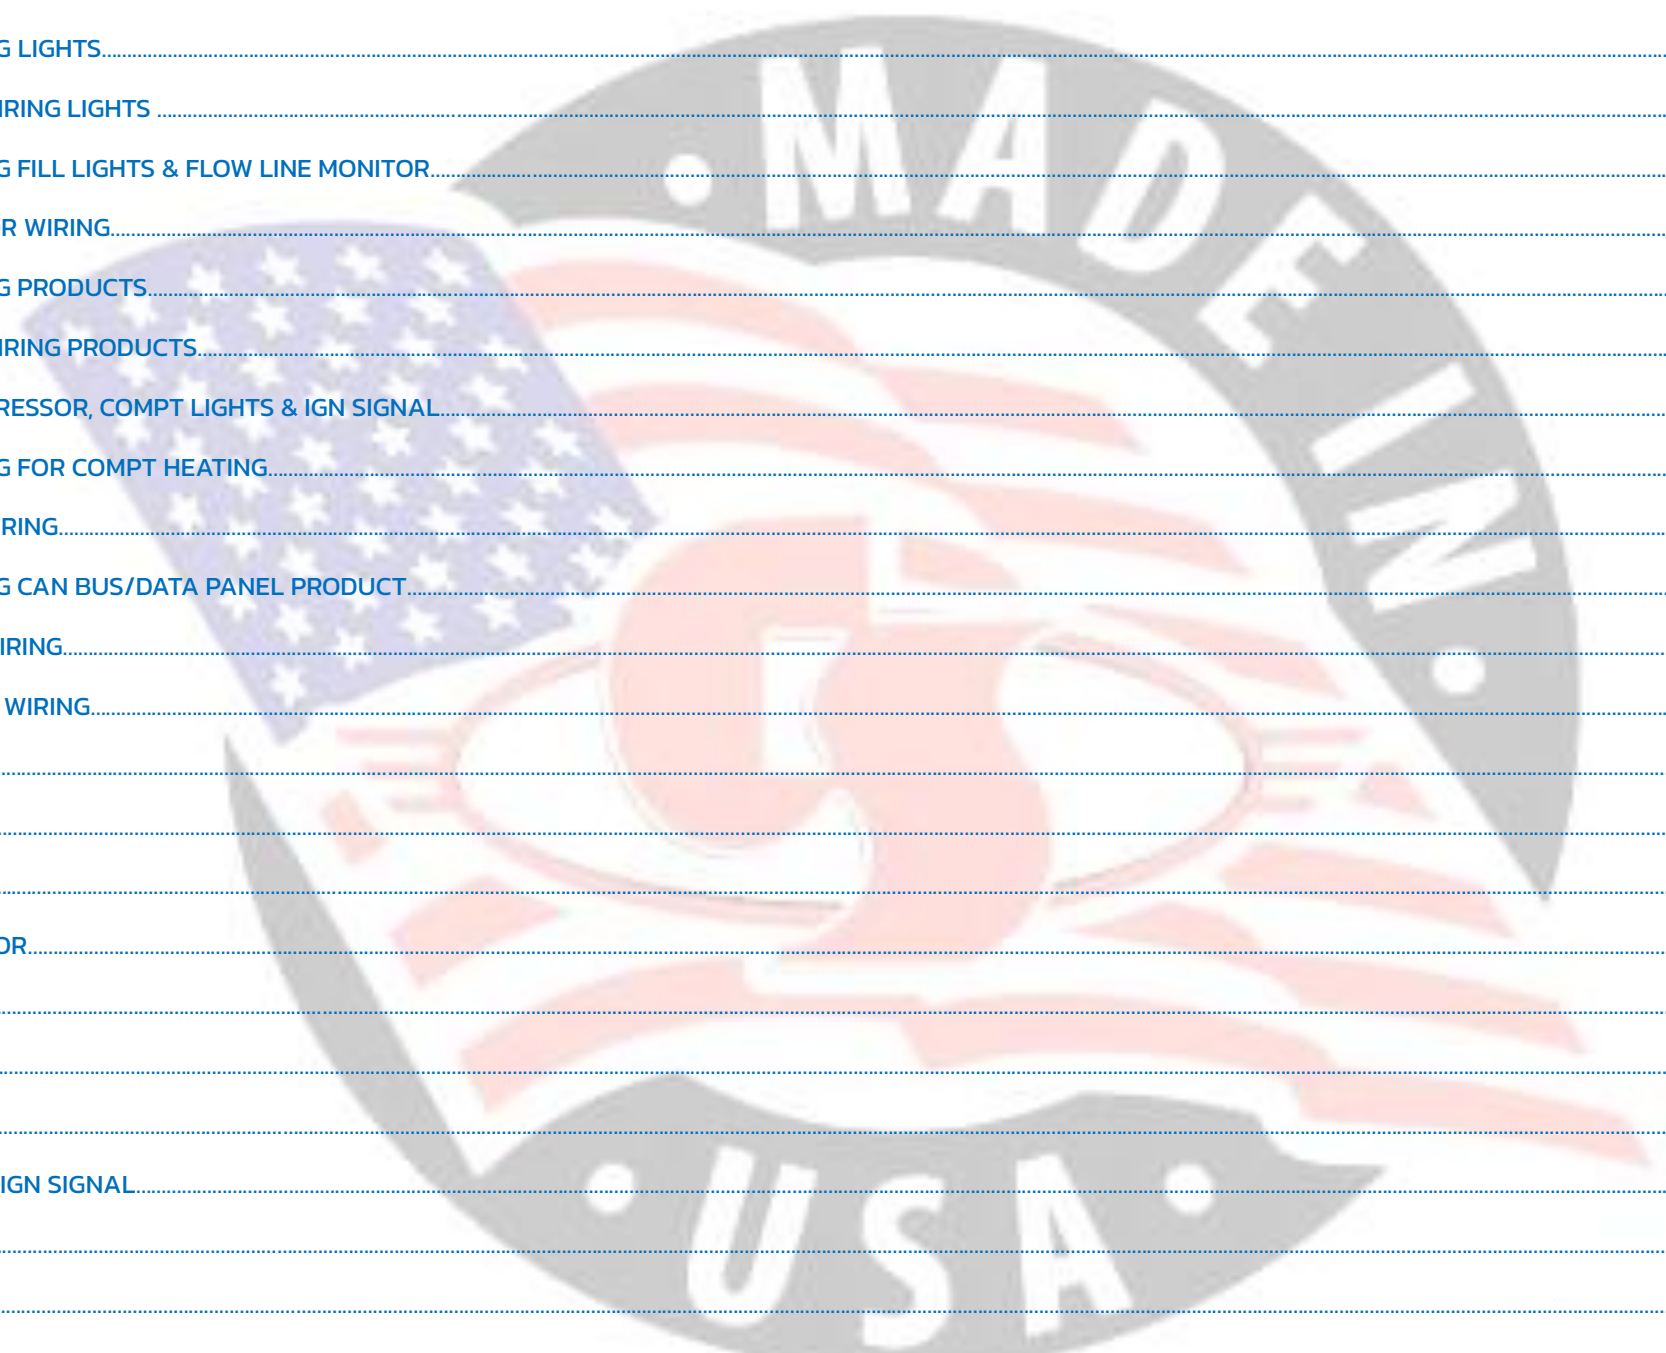 G LIGHTS
IRING LIGHTS
G FILL LIGHTS & FLOW LINE MONITOR
R WIRING
G PRODUCTS
IRING PRODUCTS
RESSOR, COMPT LIGHTS & IGN SIGNAL
G FOR COMPT HEATING
RING
G CAN BUS/DATA PANEL PRODUCT
IRING
WIRING
OR
IGN SIGNAL
• MADE IN •
• USA •